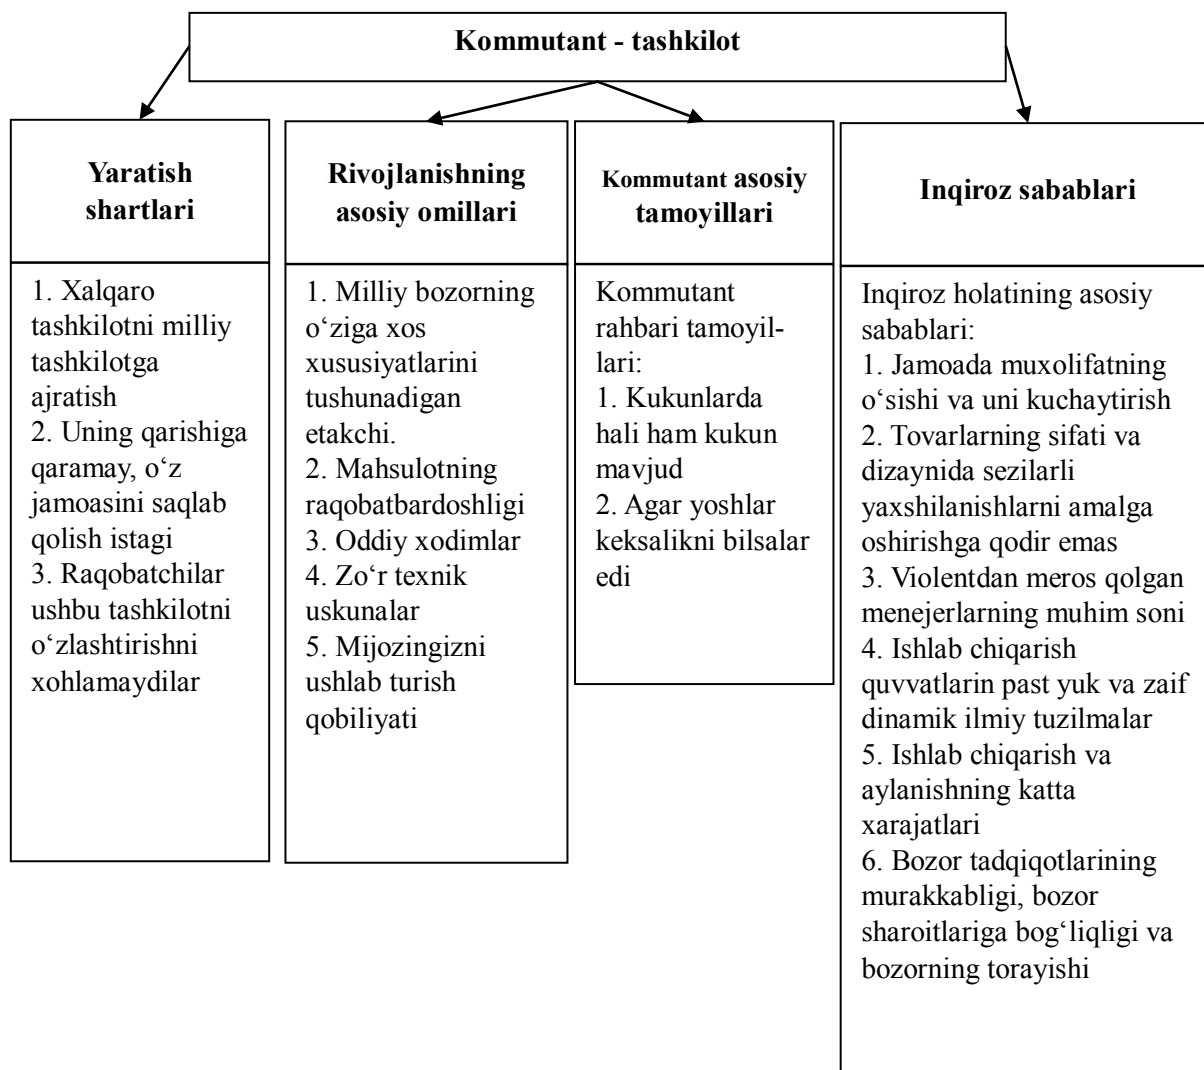 Kommutant - tashkilot
Yaratish
shartlari
1. Xalqaro
tashkilotni milliy
tashkilotga
ajratish
2. Uning qarishiga
qaramay, o‘z
jamoasini saqlab
qolish istagi
3. Raqobatchilar
ushbu tashkilotni
o‘zlashtirishni
xohlamaydilar
Rivojlanishning
asosiy omillari
1. Milliy bozorning
o‘ziga xos
xususiyatlarini
tushunadigan
etakchi.
2. Mahsulotning
raqobatbardoshligi
3. Oddiy xodimlar
4. Zo‘r texnik
uskunalar
5. Mijozingizni
ushlab turish
qobiliyati
Kommutant asosiy
tamoyillari
Kommutant
rahbari tamoyil-
lari:
1. Kukunlarda
hali ham kukun
mavjud
2. Agar yoshlar
keksalikni bilsalar
edi
Inqiroz sabablari
Inqiroz holatining asosiy
sabablari:
1. Jamoada muxolifatning
o‘sishi va uni kuchaytirish
2. Tovarlarning sifati va
dizaynida sezilarli
yaxshilanishlarni amalga
oshirishga qodir emas
3. Violentdan meros qolgan
menejerlarning muhim soni
4. Ishlab chiqarish
quvvatlarin past yuk va zaif
dinamik ilmiy tuzilmalar
5. Ishlab chiqarish va
aylanishning katta
xarajatlari
6. Bozor tadqiqotlarining
murakkabligi, bozor
sharoitlariga bog‘liqligi va
bozorning torayishi